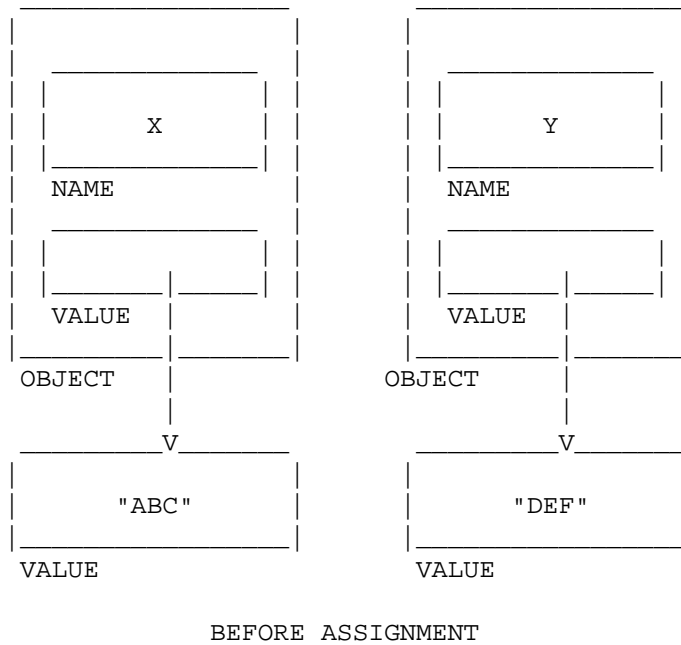 X Y
NAME NAME
VALUE VALUE
OBJECT OBJECT
V V
"ABC" "DEF"
VALUE VALUE
BEFORE ASSIGNMENT